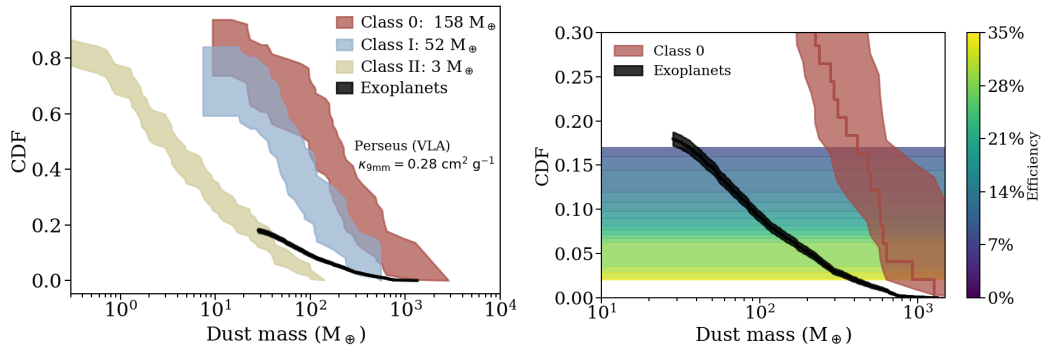 Class 0: 158 M⊕
Class I: 52 M⊕
Class II: 3 M⊕
Exoplanets
Perseus (VLA)
κ9mm = 0.28 cm² g⁻¹
CDF
0.8
0.6
0.4
0.2
0.0
10⁰
10¹
10²
10³
10⁴
Dust mass (M⊕)
Class 0
Exoplanets
CDF
0.30
0.25
0.20
0.15
0.10
0.05
0.00
10¹
10²
10³
Dust mass (M⊕)
35%
28%
21%
14%
7%
0%
Efficiency